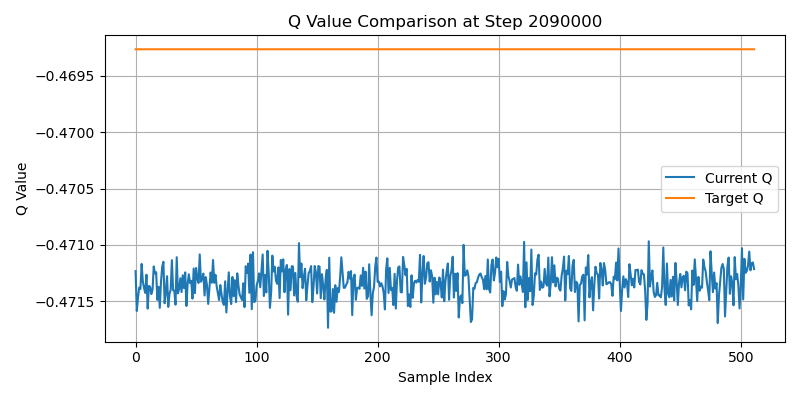 Q Value Comparison at Step 2090000
Q Value
−0.4695
−0.4700
−0.4705
−0.4710
−0.4715
Current Q
Target Q
0
100
200
300
400
500
Sample Index